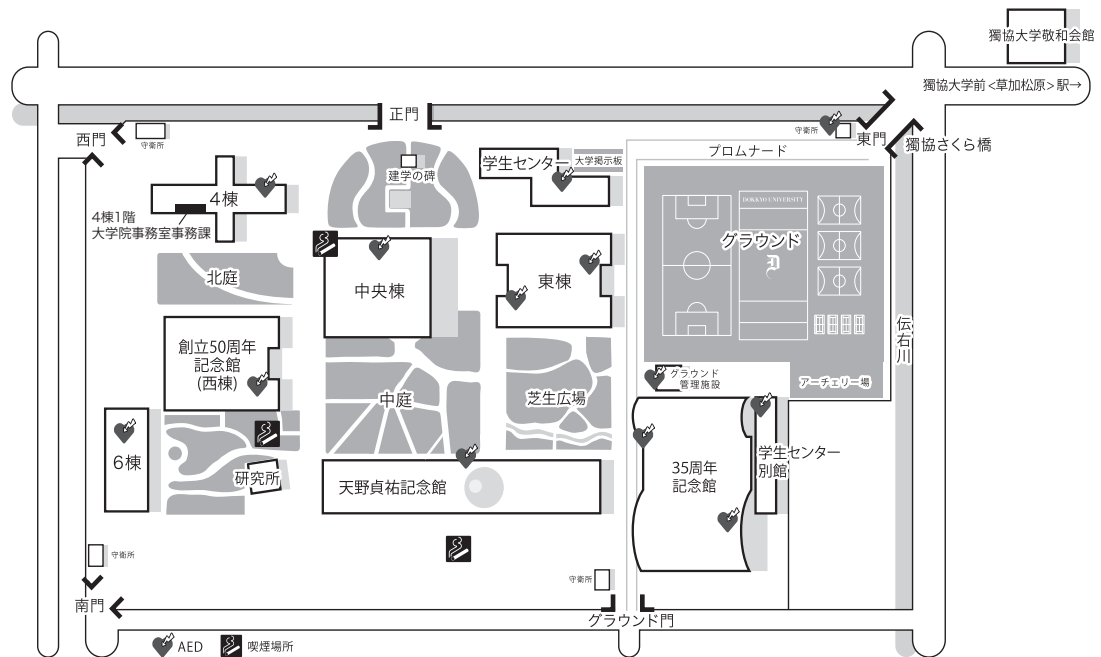 獨協大学敬和会館
獨協大学前<草加松原>駅→
正門
西門
守衛所
守衛所
東門
獨協さくら橋
プロムナード
学生センター
大学掲示板
建学の碑
4棟
4棟1階
大学院事務室事務課
DOKKYO UNIVERSITY
グラウンド
北庭
中央棟
東棟
伝右川
創立50周年
記念館
(西棟)
グラウンド
管理施設
アーチェリー場
中庭
芝生広場
6棟
研究所
天野貞祐記念館
35周年
記念館
学生センター
別館
守衛所
守衛所
南門
グラウンド門
AED
喫煙場所